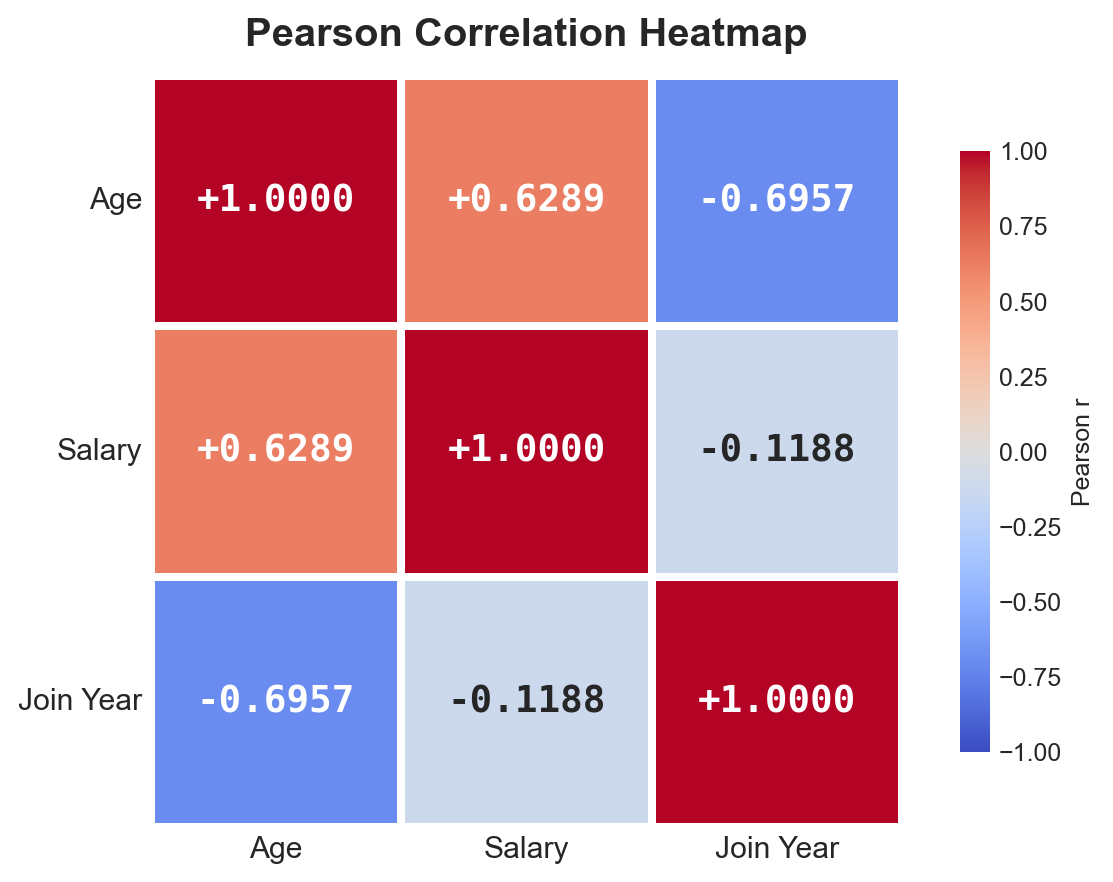 Pearson Correlation Heatmap
Age
+1.0000
+0.6289
-0.6957
Salary
+0.6289
+1.0000
-0.1188
Join Year
-0.6957
-0.1188
+1.0000
Age
Salary
Join Year
1.00
0.75
0.50
0.25
0.00
−0.25
−0.50
−0.75
−1.00
Pearson r